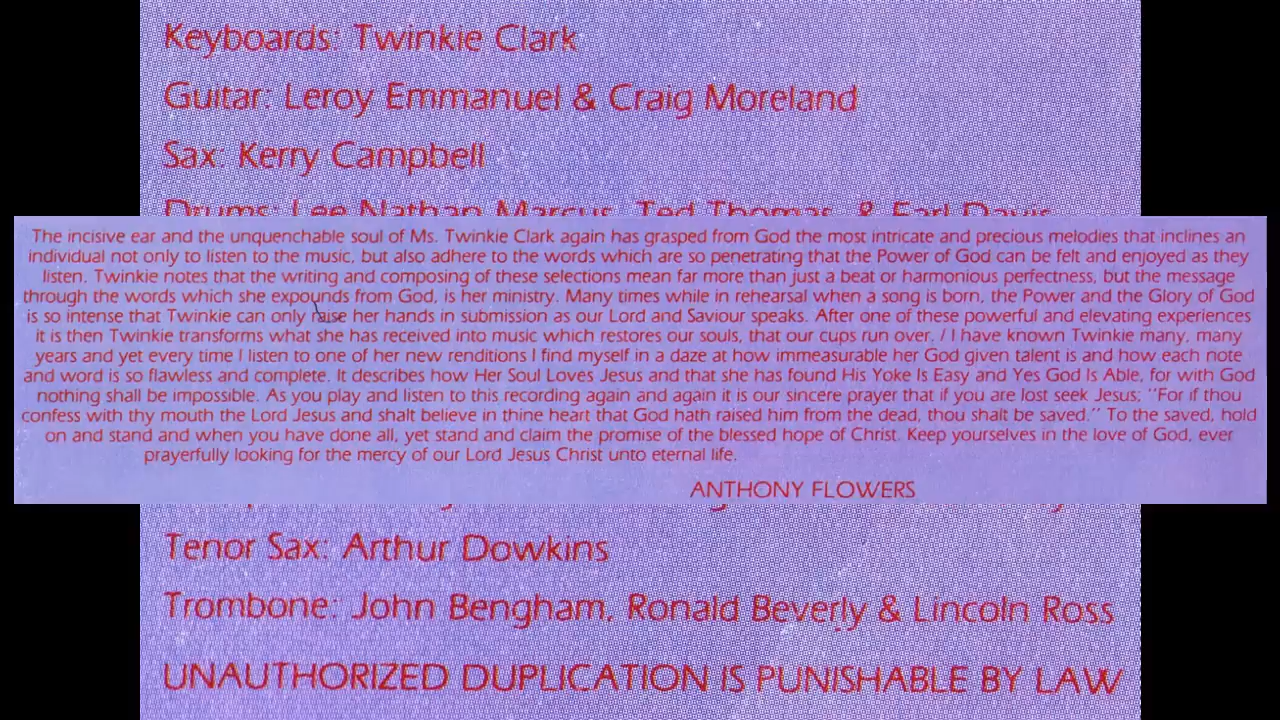 Keyboards: Twinkie Clark
Guitar: Leroy Emmanuel & Craig Moreland
Sax: Kerry Campbell
Drums: Lee Nathan Marcus, Ted Thomas, & Earl Davis
The incisive ear and the unquenchable soul of Ms. Twinkie Clark again has grasped from God the most intricate and precious melodies that inclines an
individual not only to listen to the music, but also adhere to the words which are so penetrating that the Power of God can be felt and enjoyed as they
listen. Twinkie notes that the writing and composing of these selections mean far more than just a beat or harmonious perfectness, but the message
through the words which she expounds from God, is her ministry. Many times while in rehearsal when a song is born, the Power and the Glory of God
is so intense that Twinkie can only raise her hands in submission as our Lord and Saviour speaks. After one of these powerful and elevating experiences
it is then Twinkie transforms what she has received into music which restores our souls, that our cups run over. / I have known Twinkie many, many
years and yet every time I listen to one of her new renditions I find myself in a daze at how immeasurable her God given talent is and how each note
and word is so flawless and complete. It describes how Her Soul Loves Jesus and that she has found His Yoke Is Easy and Yes God Is Able, for with God
nothing shall be impossible. As you play and listen to this recording again and again it is our sincere prayer that if you are lost seek Jesus; "For if thou
confess with thy mouth the Lord Jesus and shalt believe in thine heart that God hath raised him from the dead, thou shalt be saved." To the saved, hold
on and stand and when you have done all, yet stand and claim the promise of the blessed hope of Christ. Keep yourselves in the love of God, ever
prayerfully looking for the mercy of our Lord Jesus Christ unto eternal life.
ANTHONY FLOWERS
Tenor Sax: Arthur Dowkins
Trombone: John Bengham, Ronald Beverly & Lincoln Ross
UNAUTHORIZED DUPLICATION IS PUNISHABLE BY LAW